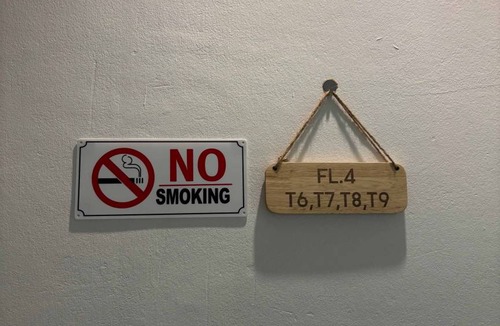 NO
SMOKING
FL.4
T6,T7,T8,T9